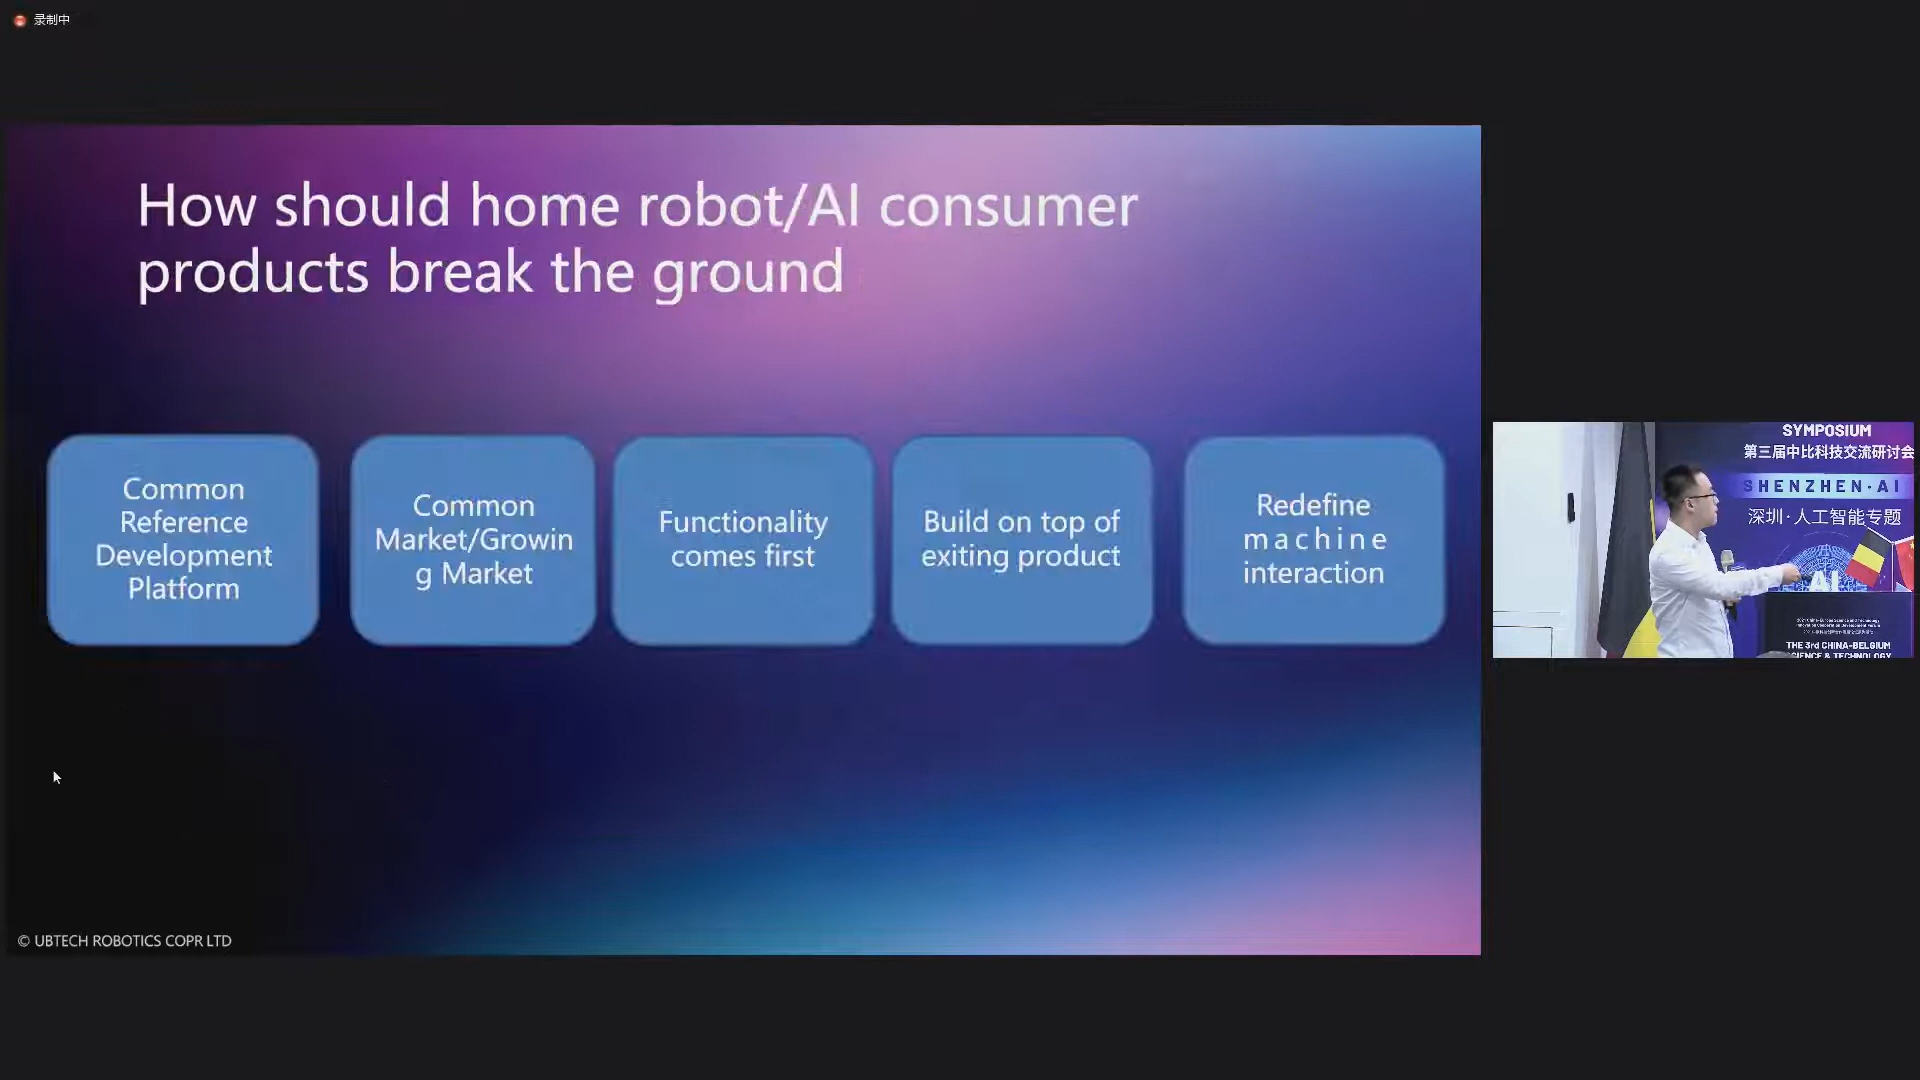 录制中
How should home robot/AI consumer
products break the ground
Common
Reference
Development
Platform
Common
Market/Growin
g Market
Functionality
comes first
Build on top of
exiting product
Redefine
machine
interaction
© UBTECH ROBOTICS COPR LTD
SYMPOSIUM
第三届中比科技交流研讨会
SHENZHEN·AI
深圳·人工智能专题
AI
THE 3rd CHINA-BELGIUM
SCIENCE & TECHNOLOGY